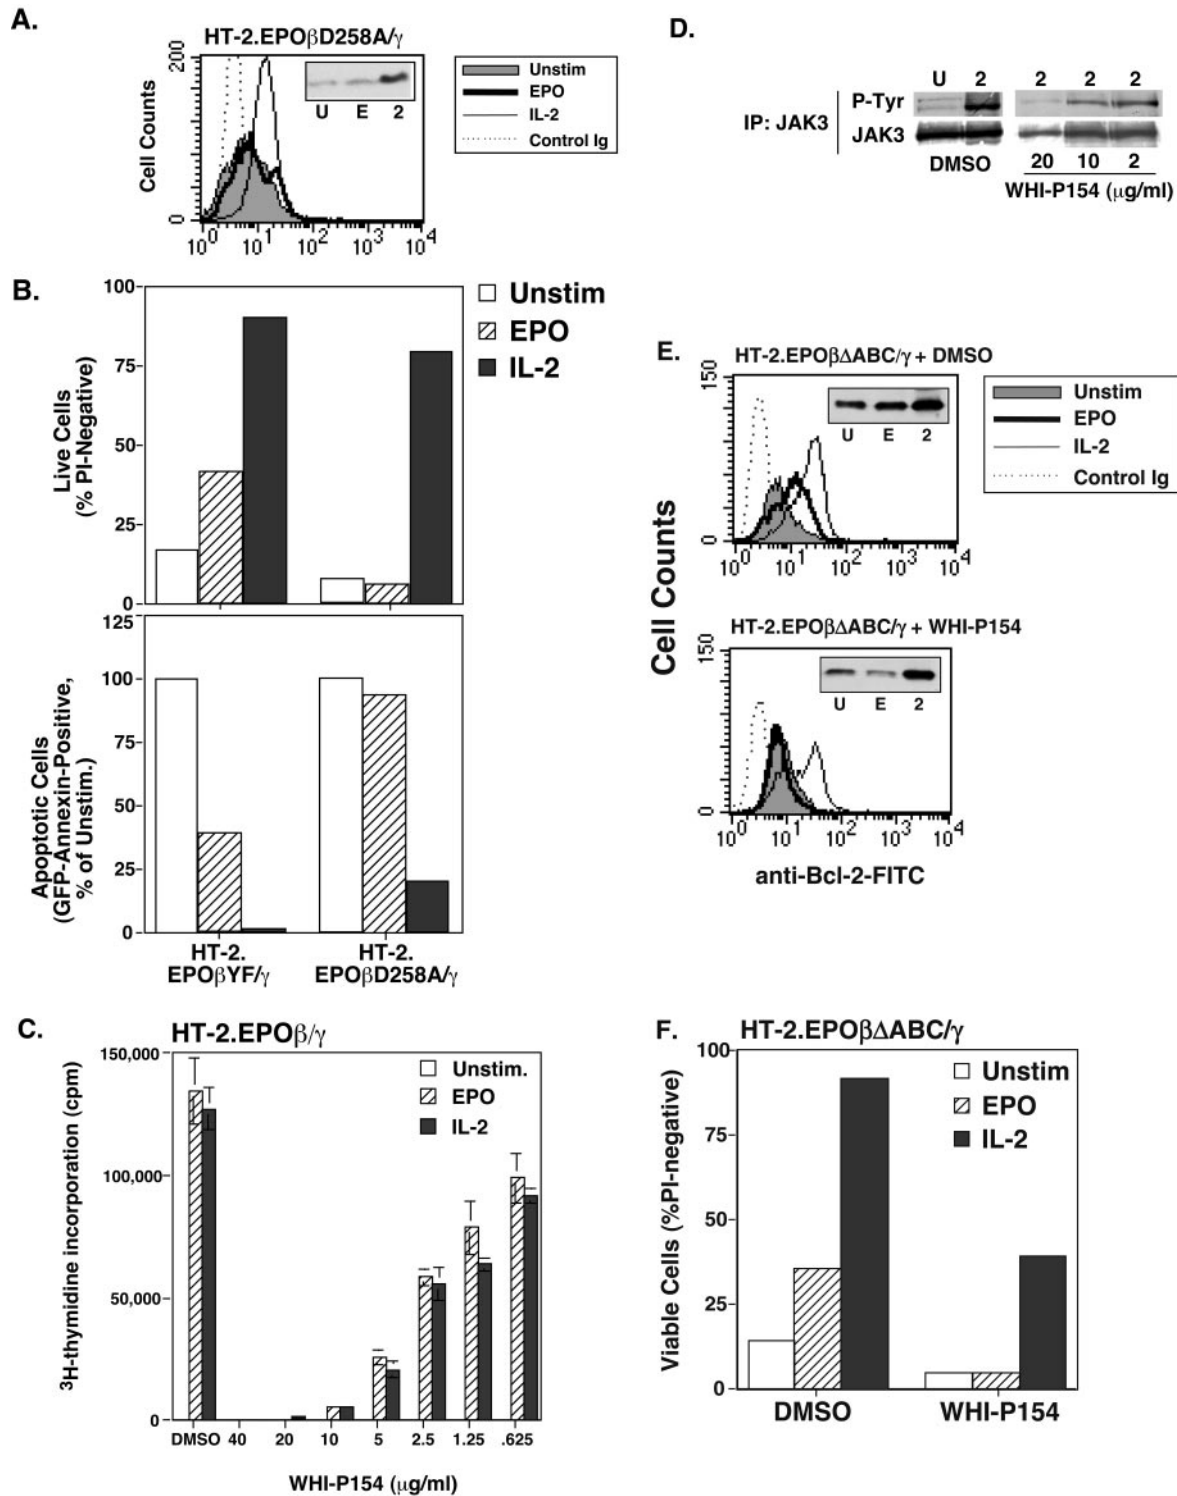 A.
HT-2.EPOβD258A/γ
200
0
Cell Counts
U E 2
10⁰ 10¹ 10² 10³ 10⁴
Unstim
EPO
IL-2
Control Ig
B.
100
75
50
25
0
Live Cells
(% PI-Negative)
Unstim
EPO
IL-2
125
100
75
50
25
0
Apoptotic Cells
(GFP-Annexin-Positive,
% of Unstim.)
HT-2. HT-2.
EPOβYF/γ EPOβD258A/γ
C.
HT-2.EPOβ/γ
150,000
100,000
50,000
0
³H-thymidine incorporation (cpm)
Unstim.
EPO
IL-2
DMSO 40 20 10 5 2.5 1.25 .625
WHI-P154 (μg/ml)
D.
U 2 2 2 2
P-Tyr
IP: JAK3
JAK3
DMSO 20 10 2
WHI-P154 (μg/ml)
E.
HT-2.EPOβΔABC/γ + DMSO
150
0
U E 2
10⁰ 10¹ 10² 10³ 10⁴
Unstim
EPO
IL-2
Control Ig
Cell Counts
HT-2.EPOβΔABC/γ + WHI-P154
150
0
U E 2
10⁰ 10¹ 10² 10³ 10⁴
anti-Bcl-2-FITC
F.
HT-2.EPOβΔABC/γ
100
75
50
25
0
Viable Cells (%PI-negative)
Unstim
EPO
IL-2
DMSO WHI-P154